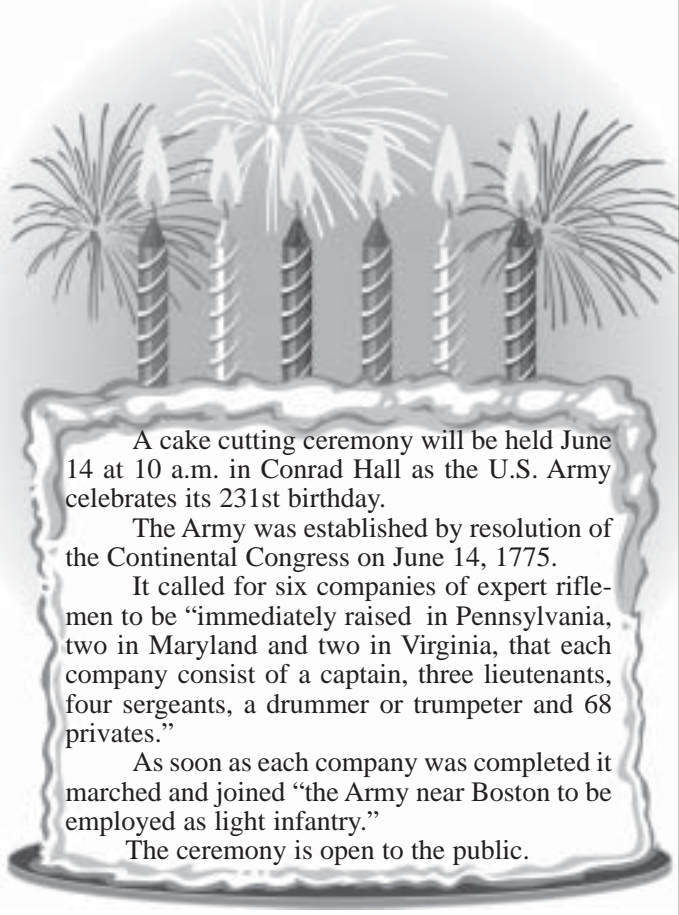 A cake cutting ceremony will be held June
14 at 10 a.m. in Conrad Hall as the U.S. Army
celebrates its 231st birthday.
The Army was established by resolution of
the Continental Congress on June 14, 1775.
It called for six companies of expert rifle-
men to be “immediately raised in Pennsylvania,
two in Maryland and two in Virginia, that each
company consist of a captain, three lieutenants,
four sergeants, a drummer or trumpeter and 68
privates.”
As soon as each company was completed it
marched and joined “the Army near Boston to be
employed as light infantry.”
The ceremony is open to the public.